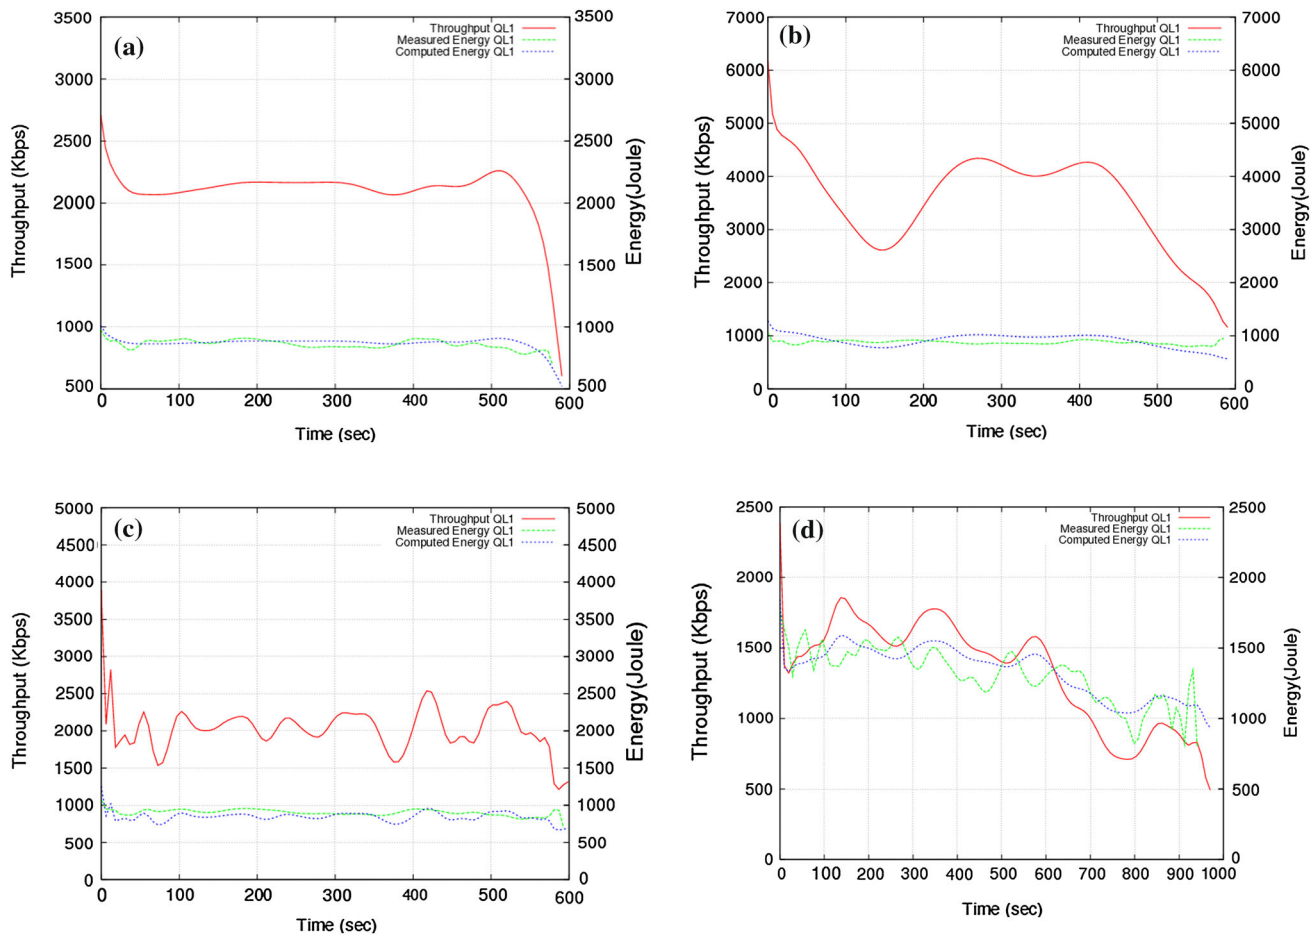 (a)
Throughput QL1
Measured Energy QL1
Computed Energy QL1
3500
3000
2500
2000
1500
1000
500
3500
3000
2500
2000
1500
1000
500
0 100 200 300 400 500 600
Throughput (Kbps)
Energy(Joule)
Time (sec)
(b)
Throughput QL1
Measured Energy QL1
Computed Energy QL1
7000
6000
5000
4000
3000
2000
1000
0
7000
6000
5000
4000
3000
2000
1000
0
0 100 200 300 400 500 600
Throughput (Kbps)
Energy(Joule)
Time (sec)
(c)
Throughput QL1
Measured Energy QL1
Computed Energy QL1
5000
4500
4000
3500
3000
2500
2000
1500
1000
500
0
5000
4500
4000
3500
3000
2500
2000
1500
1000
500
0
0 100 200 300 400 500 600
Throughput (Kbps)
Energy(Joule)
Time (sec)
(d)
Throughput QL1
Measured Energy QL1
Computed Energy QL1
2500
2000
1500
1000
500
0
2500
2000
1500
1000
500
0
0 100 200 300 400 500 600 700 800 900 1000
Throughput (Kbps)
Energy(Joule)
Time (sec)